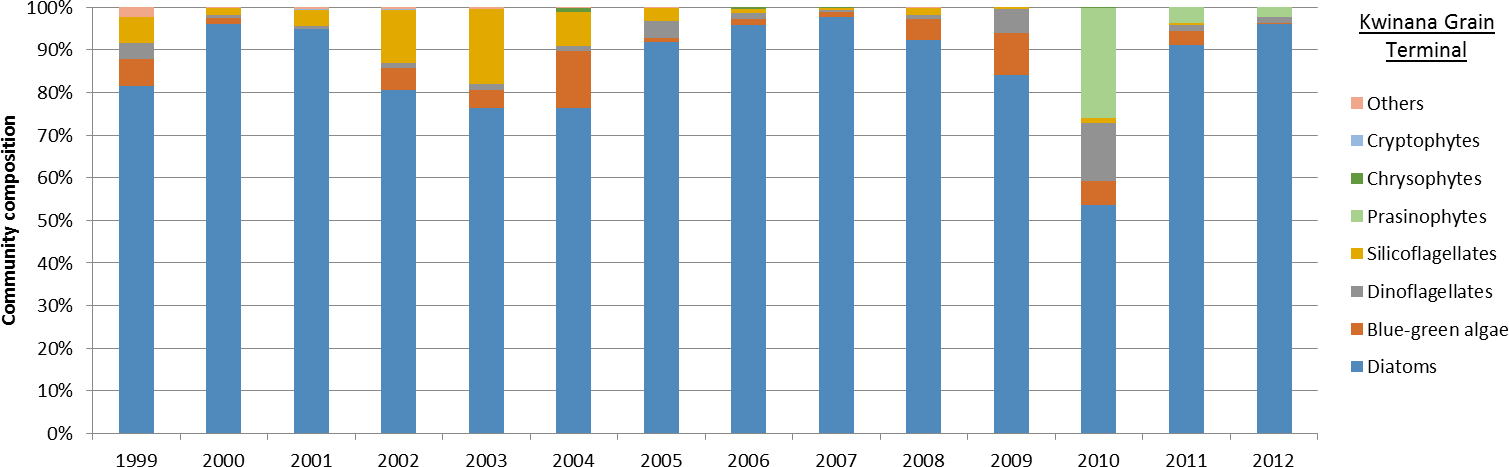 Kwinana Grain
Terminal
100%
90%
80%
70%
60%
50%
40%
30%
20%
10%
0%
Community composition
1999 2000 2001 2002 2003 2004 2005 2006 2007 2008 2009 2010 2011 2012
Others
Cryptophytes
Chrysophytes
Prasinophytes
Silicoflagellates
Dinoflagellates
Blue-green algae
Diatoms